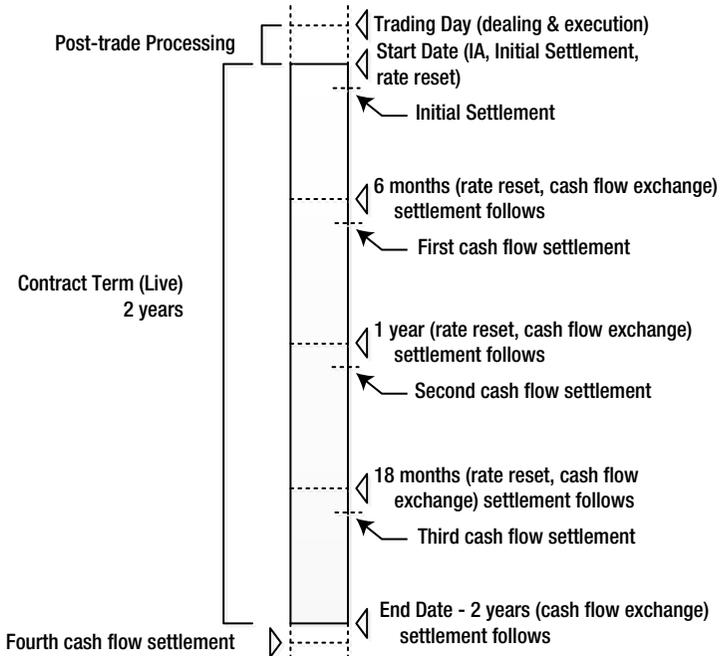 Trading Day (dealing & execution)
Post-trade Processing
Start Date (IA, Initial Settlement,
rate reset)
Initial Settlement
6 months (rate reset, cash flow exchange)
settlement follows
First cash flow settlement
Contract Term (Live)
2 years
1 year (rate reset, cash flow exchange)
settlement follows
Second cash flow settlement
18 months (rate reset, cash flow
exchange) settlement follows
Third cash flow settlement
End Date - 2 years (cash flow exchange)
settlement follows
Fourth cash flow settlement